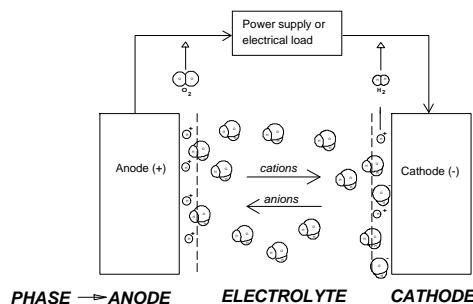 Power supply or
electrical load
O2
H2
Anode (+)
cations
anions
Cathode (-)
PHASE → ANODE ELECTROLYTE CATHODE